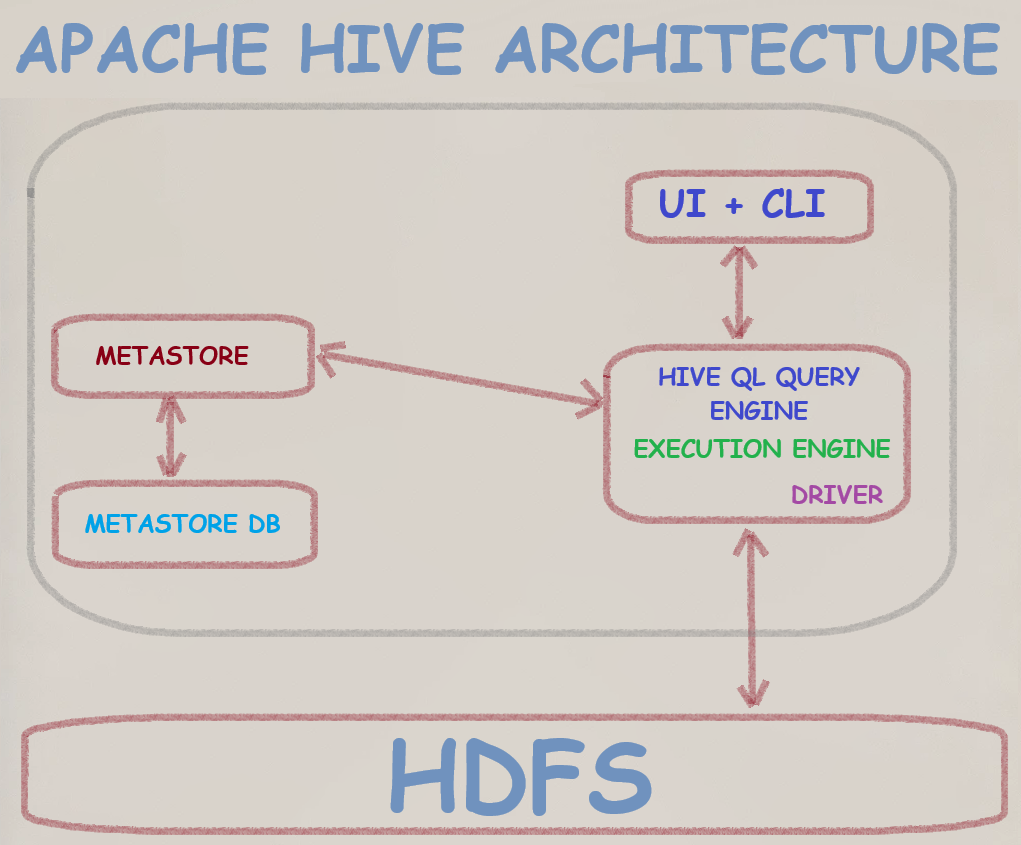 APACHE HIVE ARCHITECTURE
UI + CLI
METASTORE
HIVE QL QUERY
ENGINE
EXECUTION ENGINE
DRIVER
METASTORE DB
HDFS